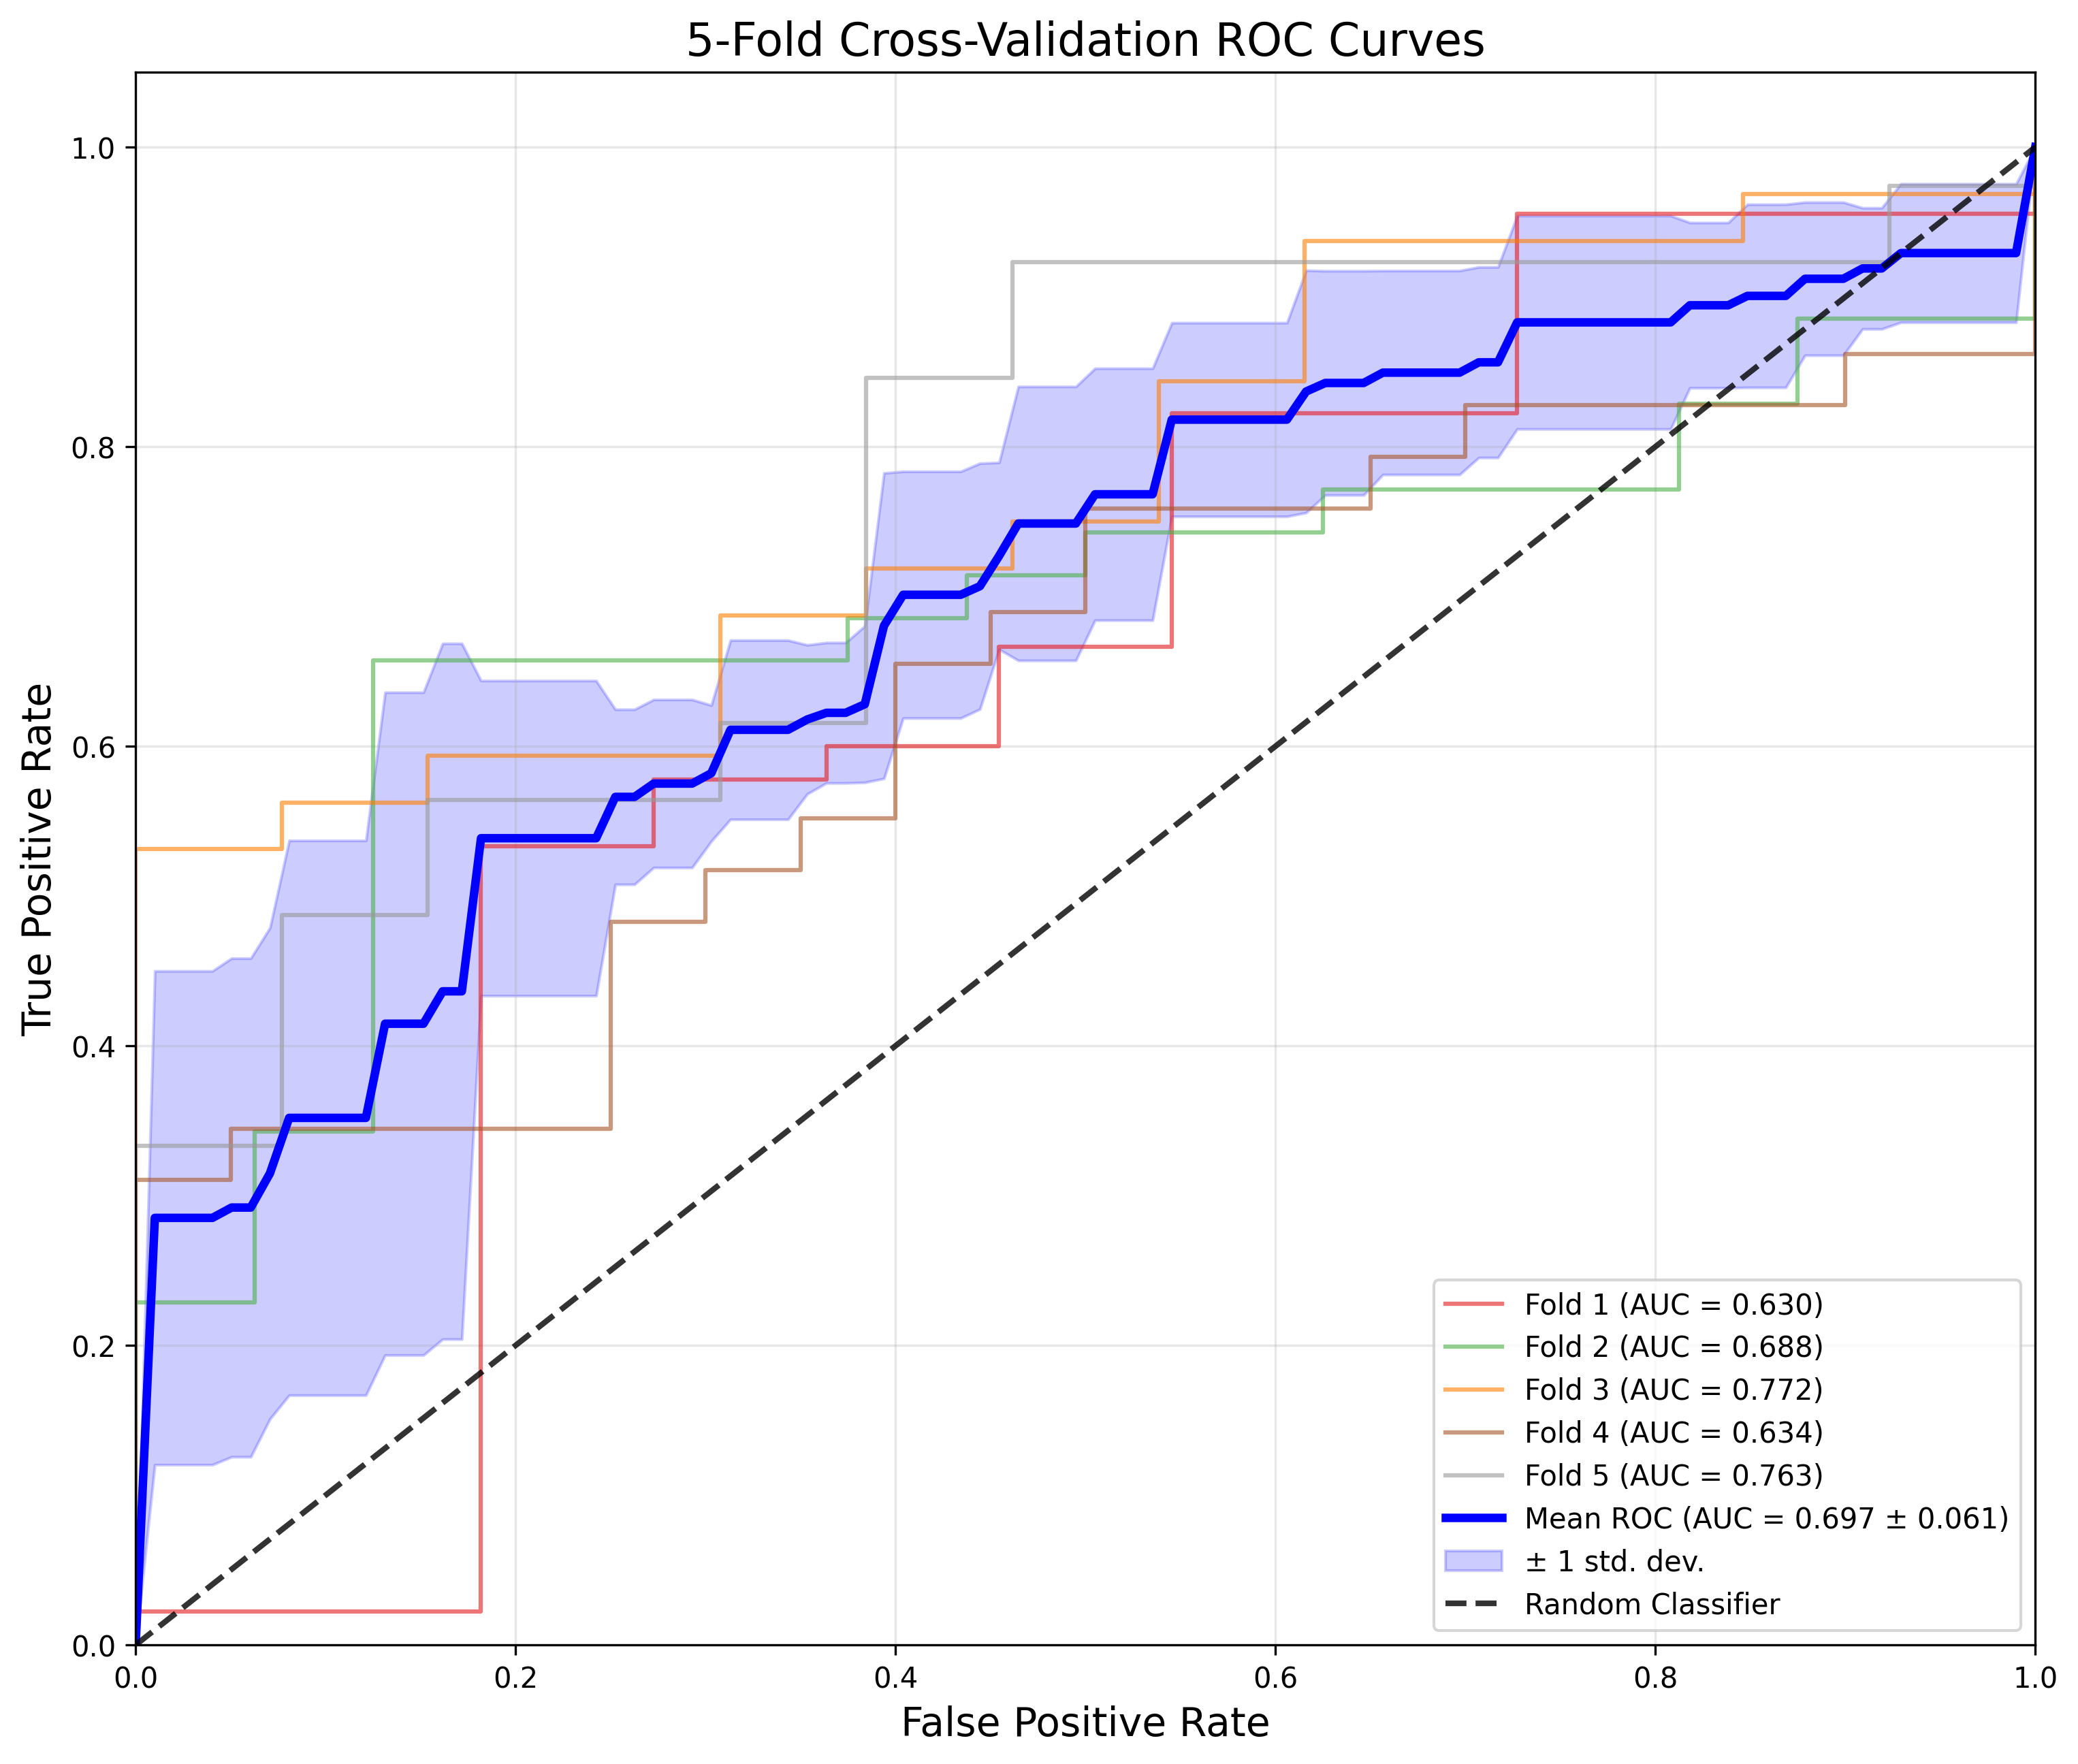 5-Fold Cross-Validation ROC Curves
True Positive Rate
1.0
0.8
0.6
0.4
0.2
0.0
0.0 0.2 0.4 0.6 0.8 1.0
False Positive Rate
Fold 1 (AUC = 0.630)
Fold 2 (AUC = 0.688)
Fold 3 (AUC = 0.772)
Fold 4 (AUC = 0.634)
Fold 5 (AUC = 0.763)
Mean ROC (AUC = 0.697 ± 0.061)
± 1 std. dev.
Random Classifier